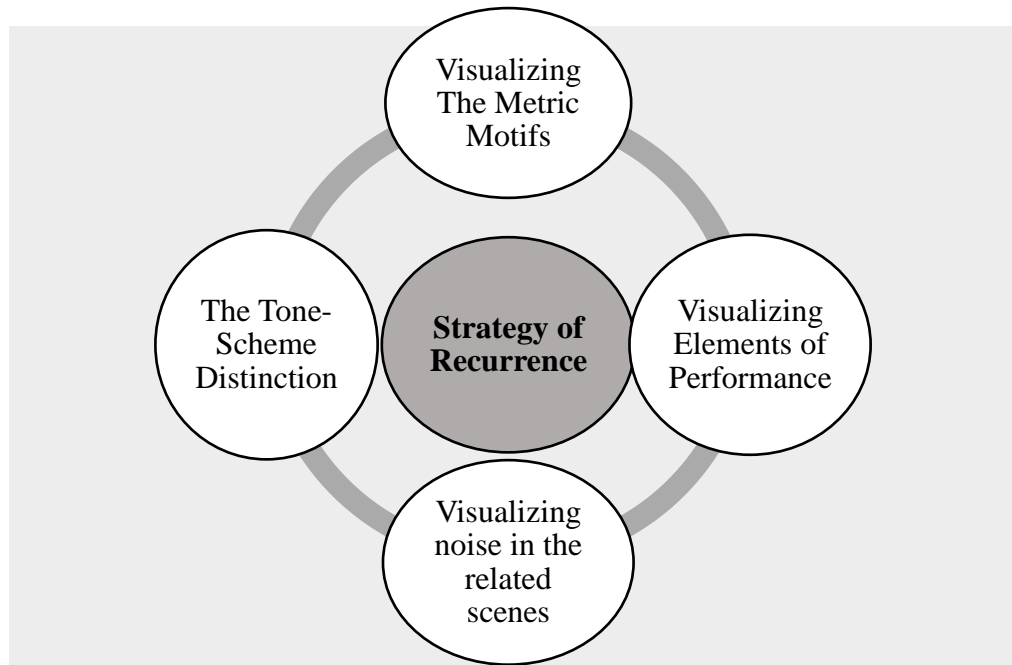 Visualizing
The Metric
Motifs
The Tone-
Scheme
Distinction
Strategy of
Recurrence
Visualizing
Elements of
Performance
Visualizing
noise in the
related
scenes